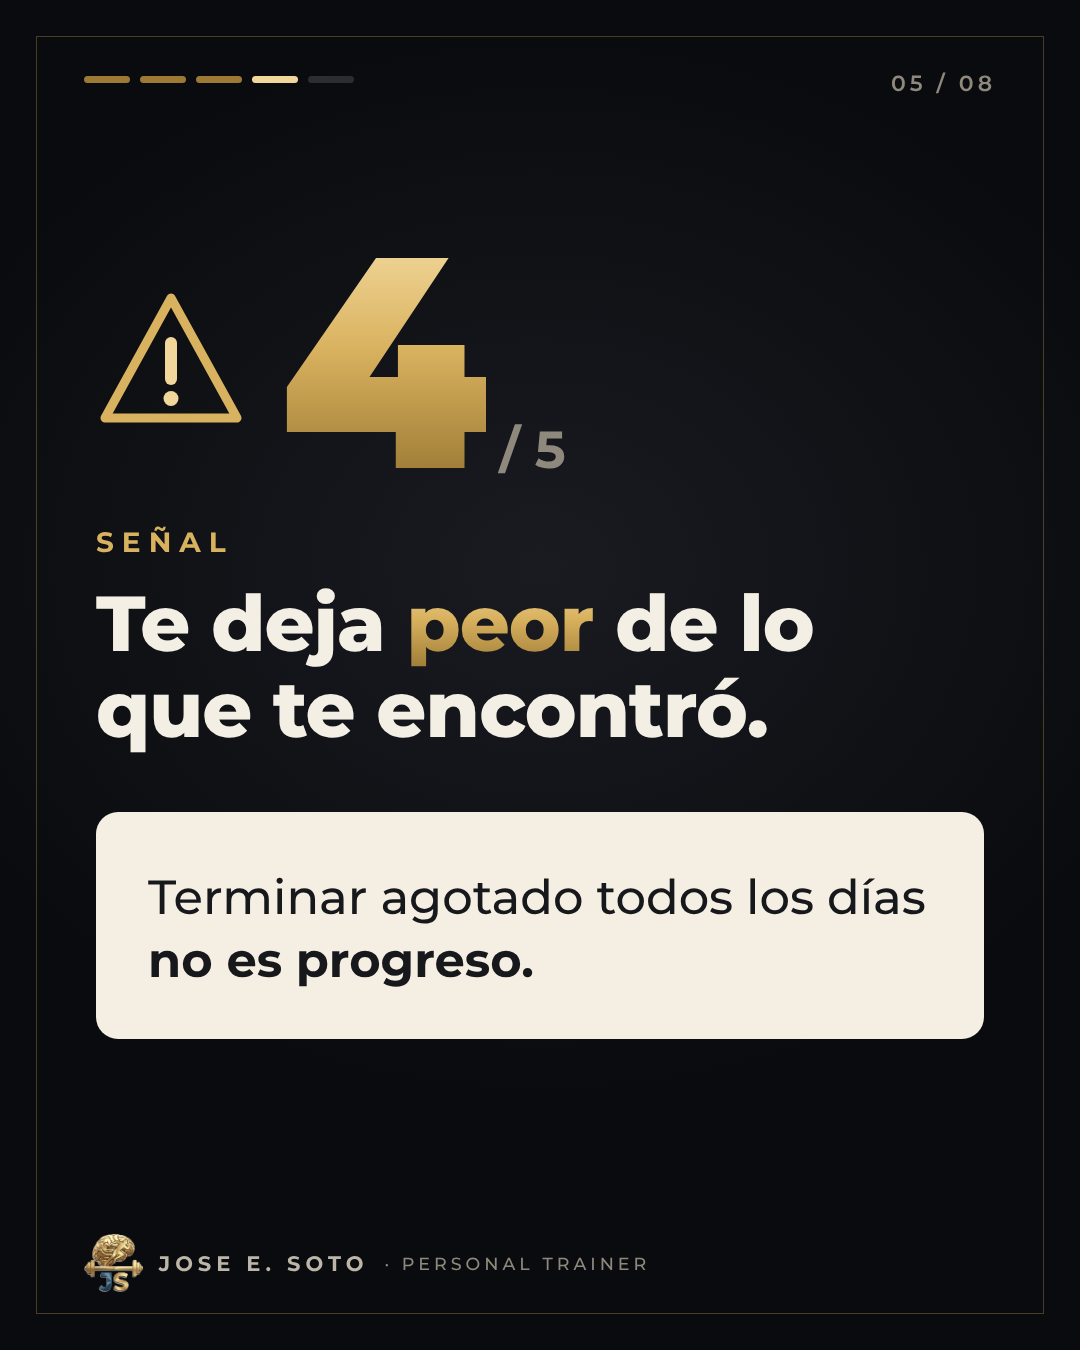 05 / 08
4 / 5
SEÑAL
Te deja peor de lo
que te encontró.
Terminar agotado todos los días
no es progreso.
JS
JOSE E. SOTO · PERSONAL TRAINER